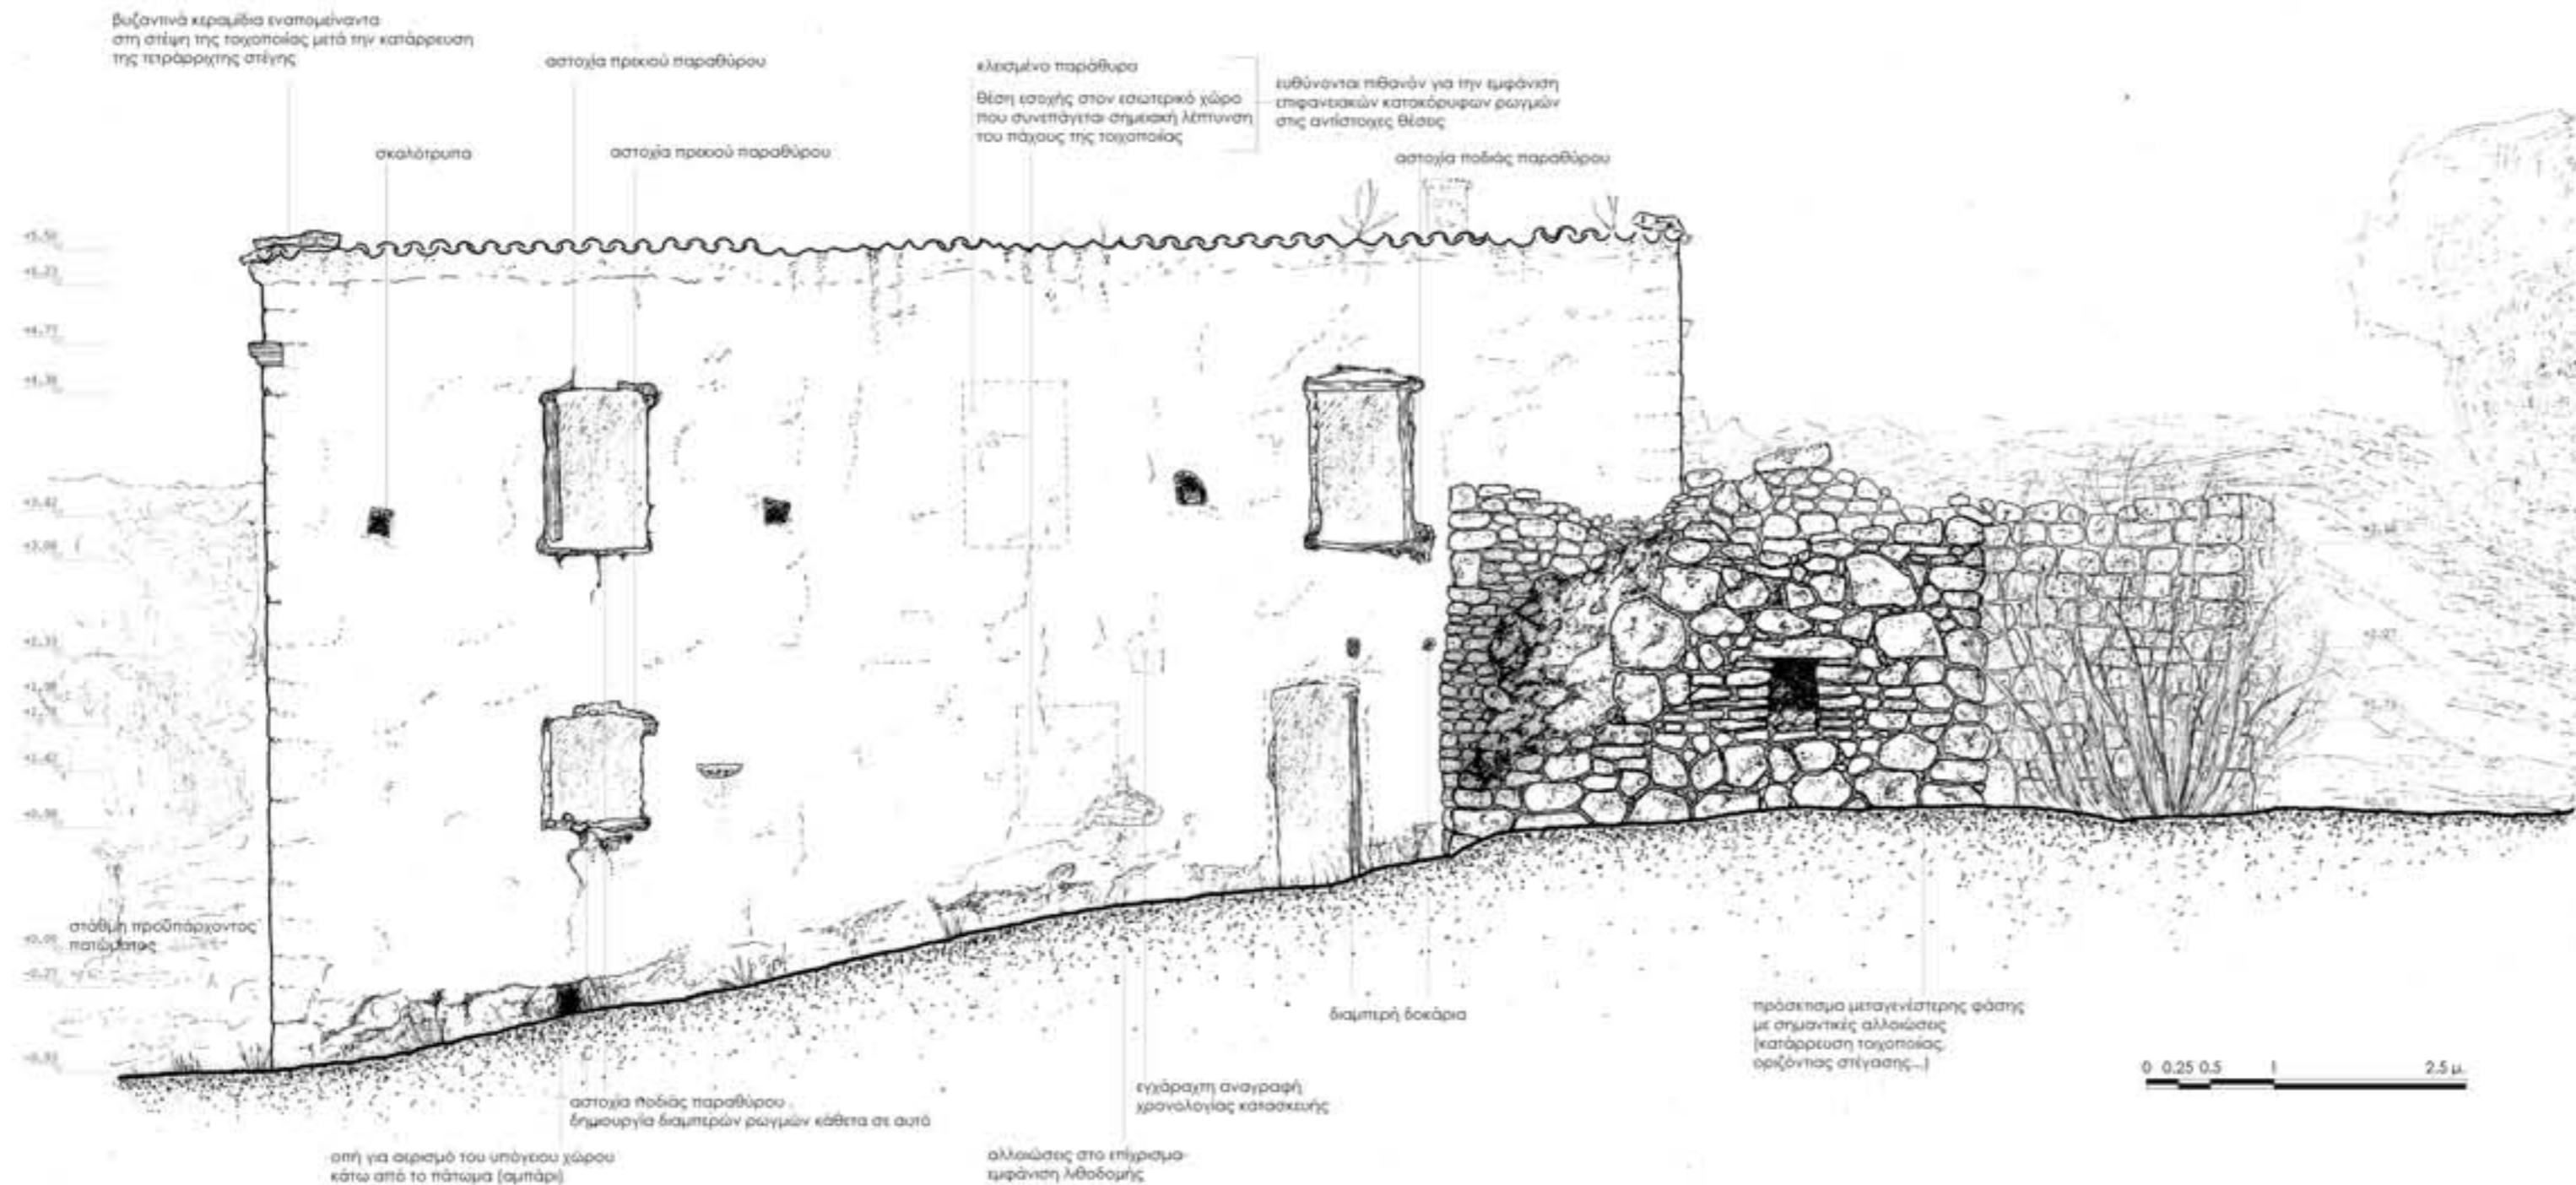 βυζαντινά κεραμίδια εναπομείναντα
στη στέψη της τοιχοποιίας μετά την κατάρρευση
της τετράρριχτης στέγης
αστοχία πρεκιού παραθύρου
σκαλότρυπα
αστοχία πρεκιού παραθύρου
κλεισμένο παράθυρο
θέση εσοχής στον εσωτερικό χώρο
που συνεπάγεται σημειακή λέπτυνση
του πάχους της τοιχοποιίας
ευθύνονται πιθανόν για την εμφάνιση
επιφανειακών κατακόρυφων ρωγμών
στις αντίστοιχες θέσεις
αστοχία ποδιάς παραθύρου
στάθμη προϋπάρχοντος
πατώματος
διαμπερή δοκάρια
πρόσκτισμα μεταγενέστερης φάσης
με σημαντικές αλλοιώσεις
(κατάρρευση τοιχοποιίας,
οριζόντιας στέγασης...)
0 0.25 0.5 1 2.5 μ.
εγχάρακτη αναγραφή
χρονολογίας κατασκευής
αστοχία ποδιάς παραθύρου
δημιουργία διαμπερών ρωγμών κάθετα σε αυτό
οπή για αερισμό του υπόγειου χώρου
κάτω από το πάτωμα (αμπάρι)
αλλοιώσεις στο επίχρισμα-
εμφάνιση λιθοδομής